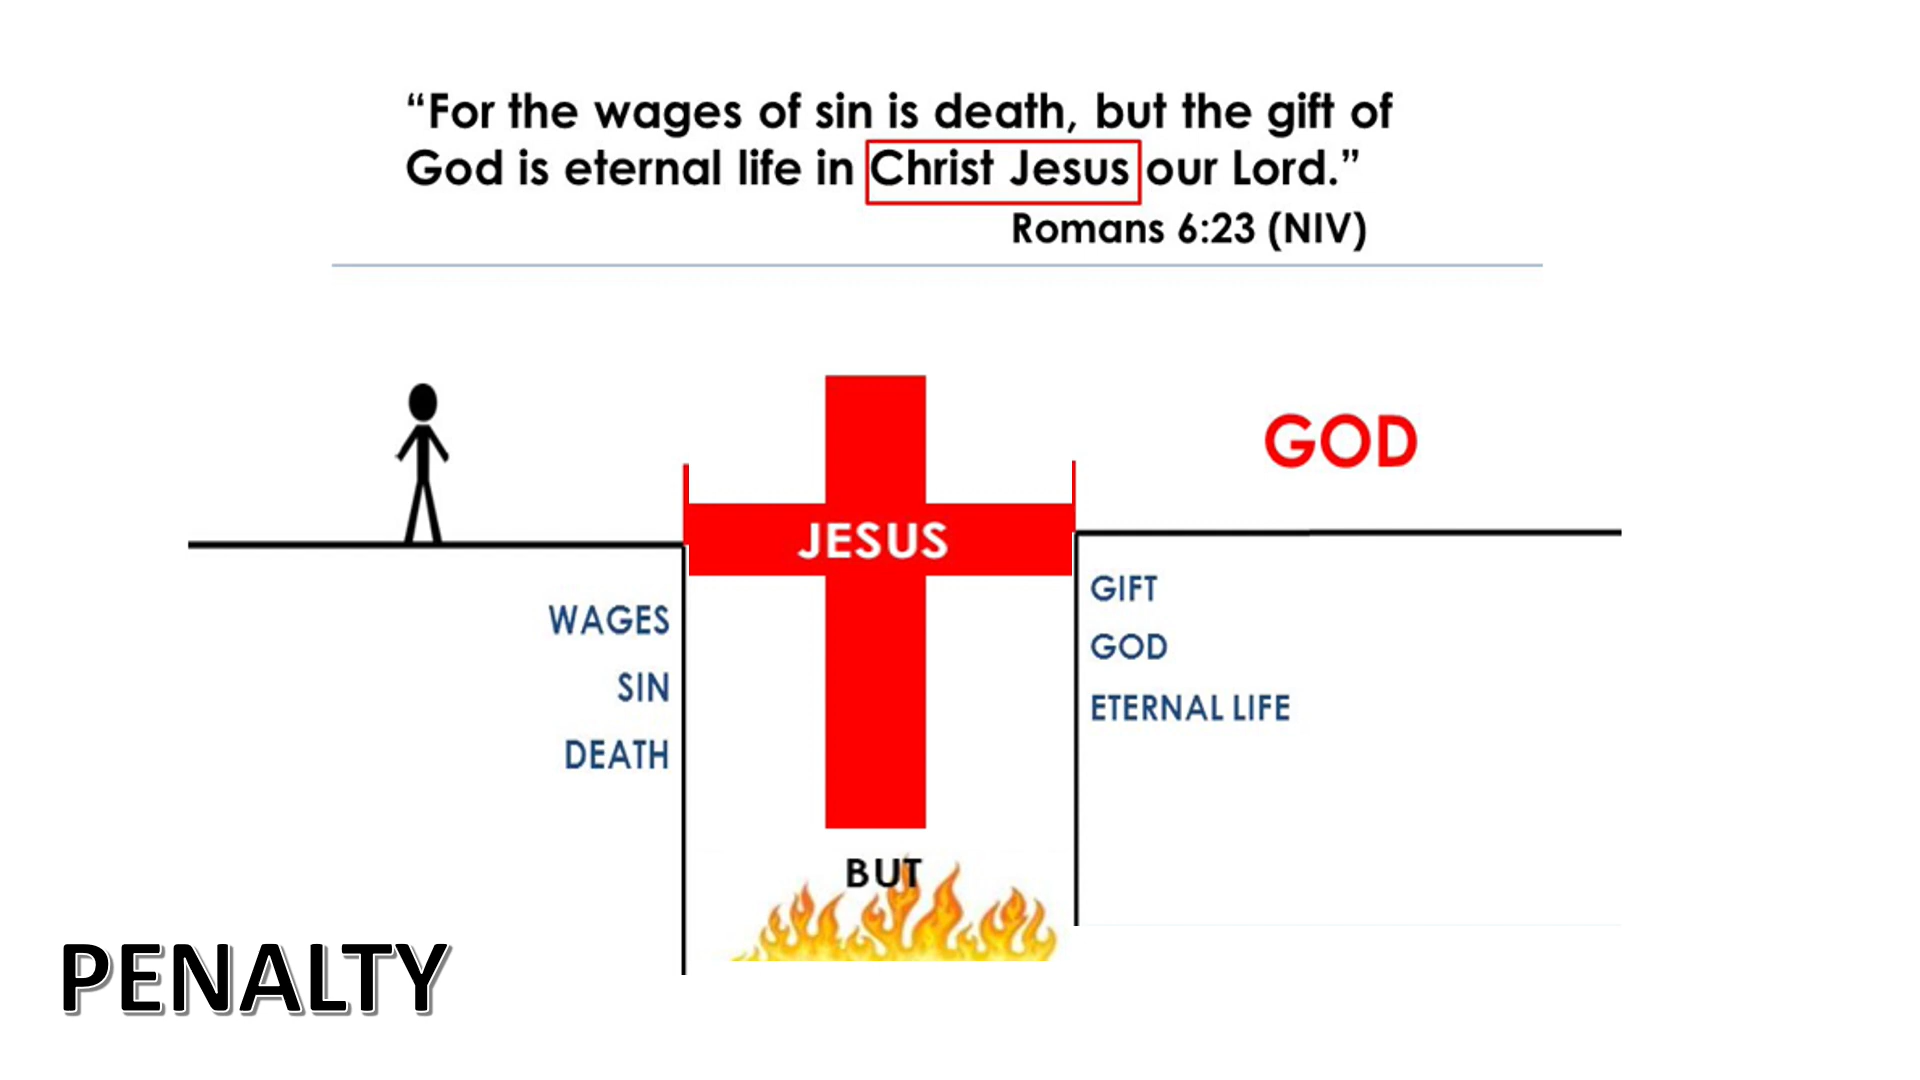 “For the wages of sin is death, but the gift of
God is eternal life in Christ Jesus our Lord.”
Romans 6:23 (NIV)
GOD
JESUS
WAGES
SIN
DEATH
GIFT
GOD
ETERNAL LIFE
BUT
PENALTY